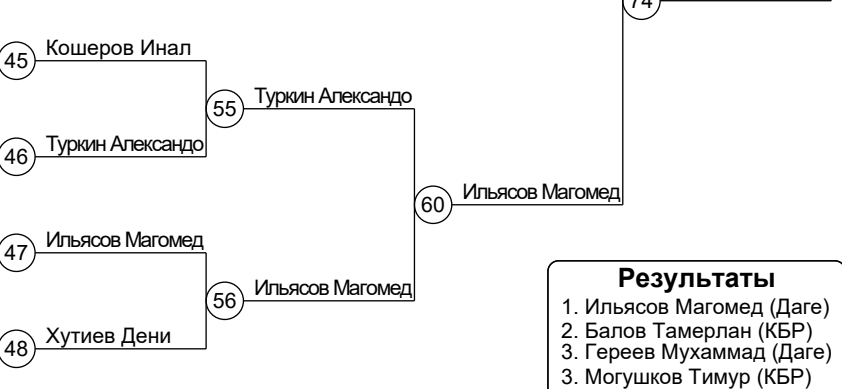 74
45 Кошеров Инал
55 Туркин Александо
46 Туркин Александо
60 Ильясов Магомед
47 Ильясов Магомед
56 Ильясов Магомед
48 Хутиев Дени
Результаты
1. Ильясов Магомед (Даге)
2. Балов Тамерлан (КБР)
3. Гереев Мухаммад (Даге)
3. Могушков Тимур (КБР)